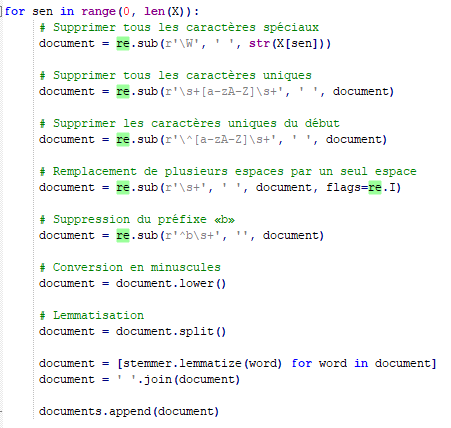 for sen in range(0, len(X)):
# Supprimer tous les caractères spéciaux
document = re.sub(r'\W', ' ', str(X[sen]))
# Supprimer tous les caractères uniques
document = re.sub(r'\s+[a-zA-Z]\s+', ' ', document)
# Supprimer les caractères uniques du début
document = re.sub(r'\^[a-zA-Z]\s+', ' ', document)
# Remplacement de plusieurs espaces par un seul espace
document = re.sub(r'\s+', ' ', document, flags=re.I)
# Suppression du préfixe «b»
document = re.sub(r'^b\s+', '', document)
# Conversion en minuscules
document = document.lower()
# Lemmatisation
document = document.split()
document = [stemmer.lemmatize(word) for word in document]
document = ' '.join(document)
documents.append(document)